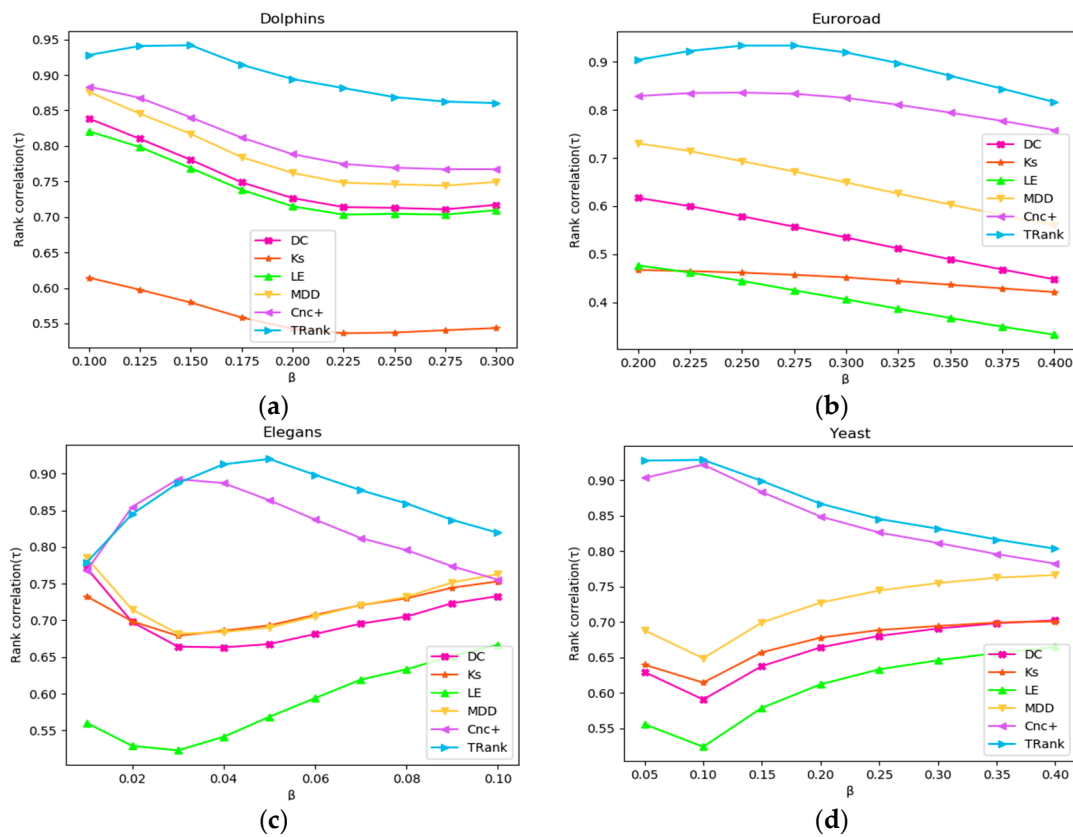 Dolphins
Rank correlation(τ)
0.95
0.90
0.85
0.80
0.75
0.70
0.65
0.60
0.55
DC
Ks
LE
MDD
Cnc+
TRank
0.100 0.125 0.150 0.175 0.200 0.225 0.250 0.275 0.300
β
(a)
Euroroad
Rank correlation(τ)
0.9
0.8
0.7
0.6
0.5
0.4
DC
Ks
LE
MDD
Cnc+
TRank
0.200 0.225 0.250 0.275 0.300 0.325 0.350 0.375 0.400
β
(b)
Elegans
Rank correlation(τ)
0.90
0.85
0.80
0.75
0.70
0.65
0.60
0.55
DC
Ks
LE
MDD
Cnc+
TRank
0.02 0.04 0.06 0.08 0.10
β
(c)
Yeast
Rank correlation(τ)
0.90
0.85
0.80
0.75
0.70
0.65
0.60
0.55
DC
Ks
LE
MDD
Cnc+
TRank
0.05 0.10 0.15 0.20 0.25 0.30 0.35 0.40
β
(d)